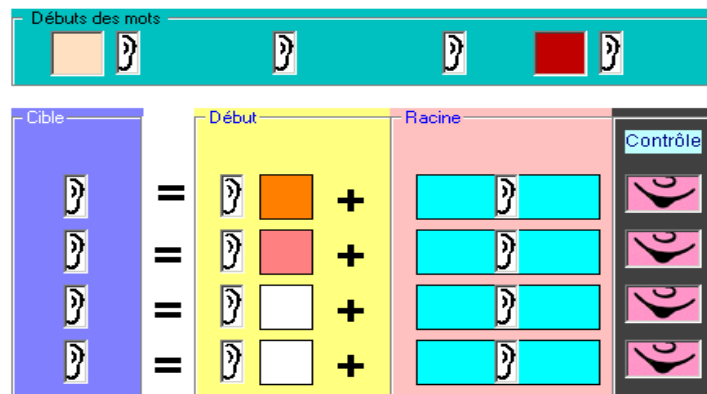 Débuts des mots
Cible
Début
Racine
Contrôle
= +
= +
= +
= +